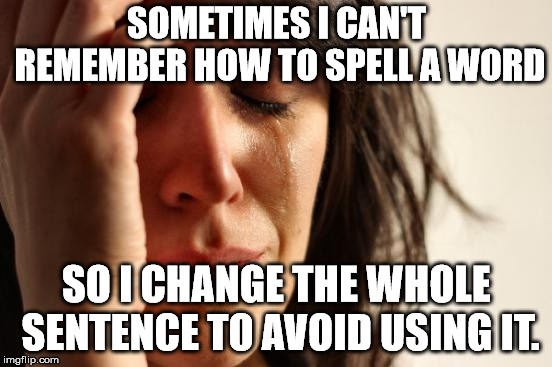 SOMETIMES I CAN'T
REMEMBER HOW TO SPELL A WORD
SO I CHANGE THE WHOLE
SENTENCE TO AVOID USING IT.
imgflip.com